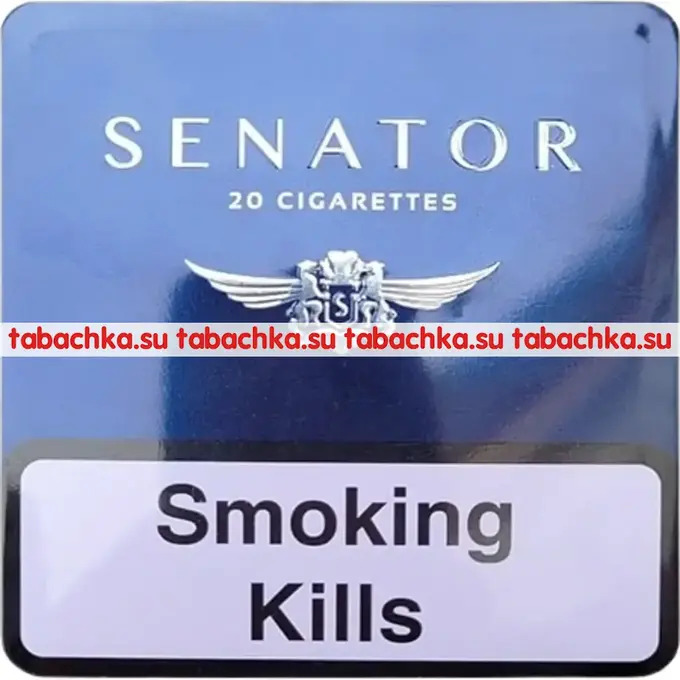 SENATOR
20 CIGARETTES
S
tabachka.su tabachka.su tabachka.su tabachka.su
Smoking
Kills